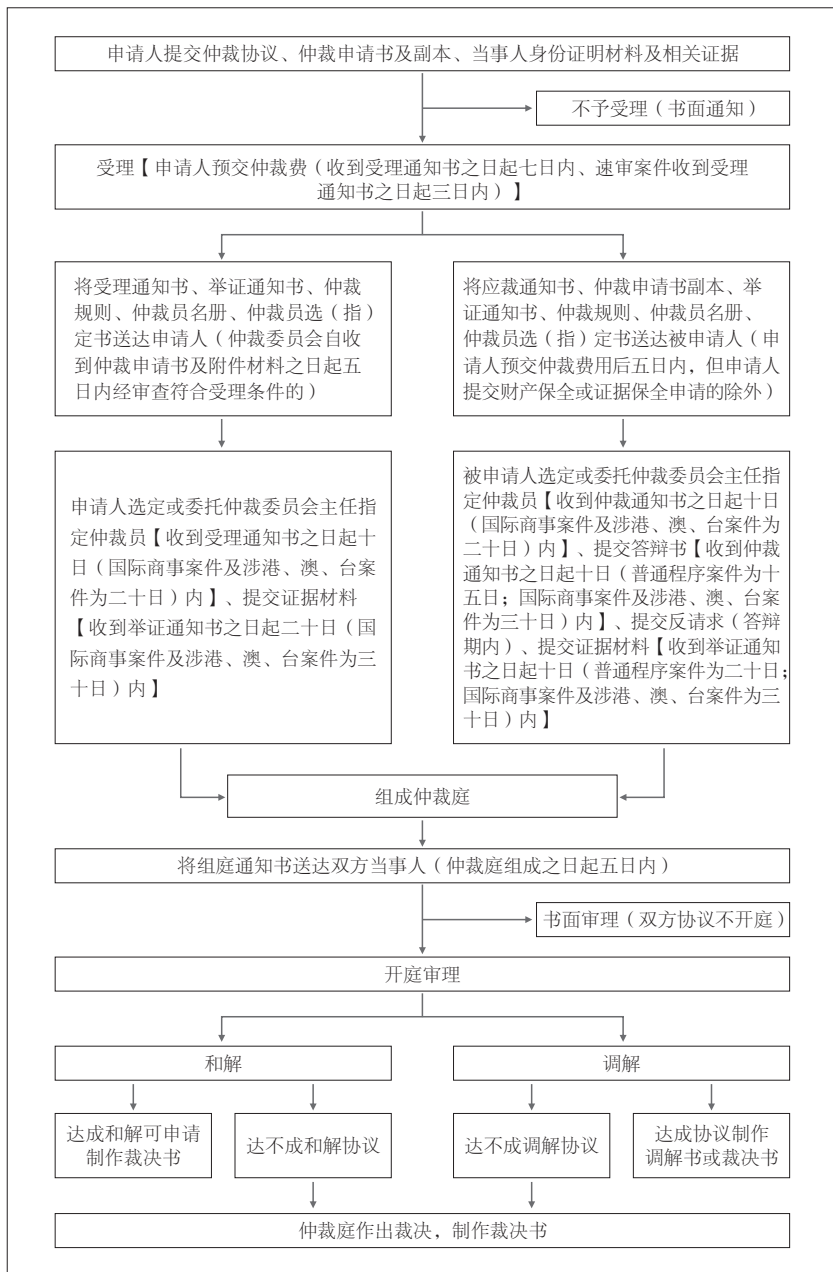 申请人提交仲裁协议、仲裁申请书及副本、当事人身份证明材料及相关证据
不予受理（书面通知）
受理【申请人预交仲裁费（收到受理通知书之日起七日内、速审案件收到受理
通知书之日起三日内）】
将受理通知书、举证通知书、仲裁
规则、仲裁员名册、仲裁员选（指）
定书送达申请人（仲裁委员会自收
到仲裁申请书及附件材料之日起五
日内经审查符合受理条件的）
将应裁通知书、仲裁申请书副本、举
证通知书、仲裁规则、仲裁员名册、
仲裁员选（指）定书送达被申请人（申
请人预交仲裁费用后五日内，但申请人
提交财产保全或证据保全申请的除外）
申请人选定或委托仲裁委员会主任指
定仲裁员【收到受理通知书之日起十
日（国际商事案件及涉港、澳、台案
件为二十日）内】、提交证据材料
【收到举证通知书之日起二十日（国
际商事案件及涉港、澳、台案件为三
十日）内】
被申请人选定或委托仲裁委员会主任指
定仲裁员【收到仲裁通知书之日起十日
（国际商事案件及涉港、澳、台案件为
二十日）内】、提交答辩书【收到仲裁
通知书之日起十日（普通程序案件为十
五日；国际商事案件及涉港、澳、台案
件为三十日）内】、提交反请求（答辩
期内）、提交证据材料【收到举证通知
书之日起十日（普通程序案件为二十日；
国际商事案件及涉港、澳、台案件为三
十日）内】
组成仲裁庭
将组庭通知书送达双方当事人（仲裁庭组成之日起五日内）
书面审理（双方协议不开庭）
开庭审理
和解
调解
达成和解可申请
制作裁决书
达不成和解协议
达不成调解协议
达成协议制作
调解书或裁决书
仲裁庭作出裁决，制作裁决书